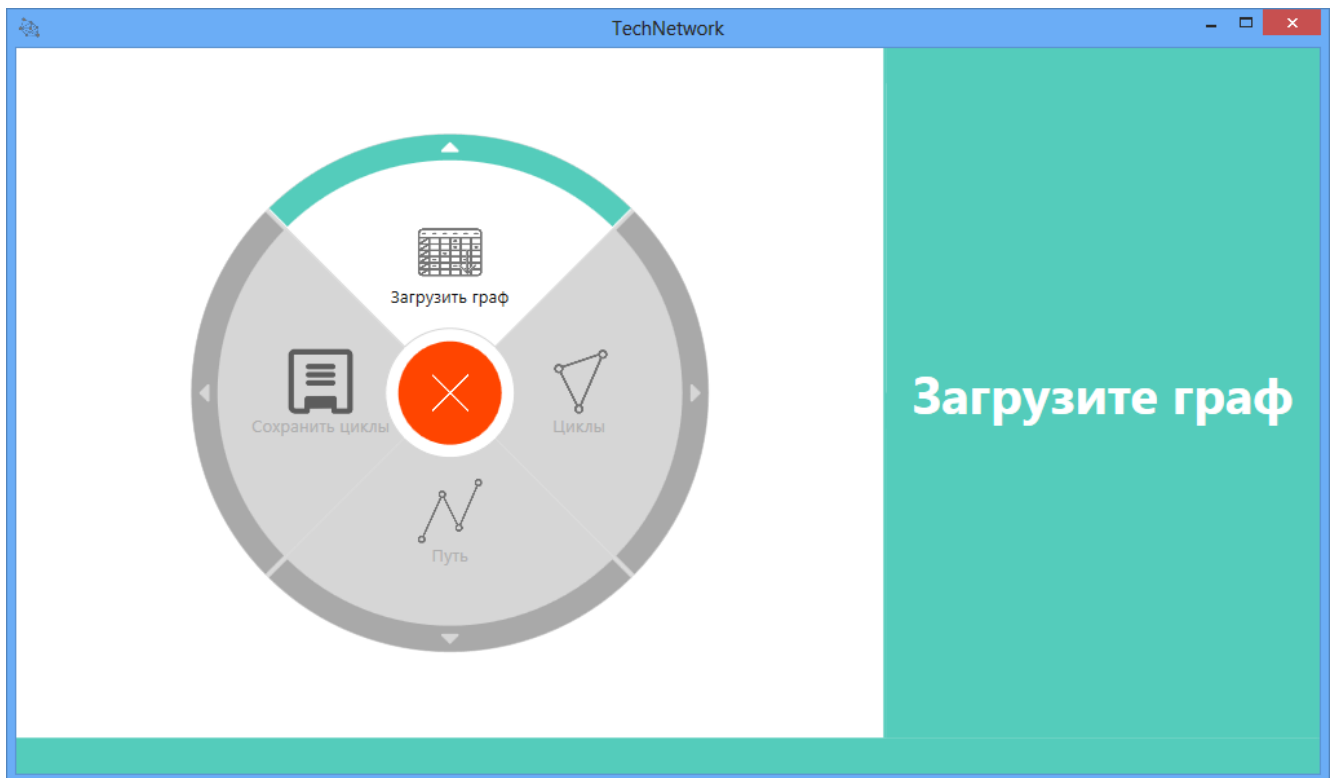 TechNetwork
Загрузить граф
Сохранить циклы
Циклы
Путь
Загрузите граф